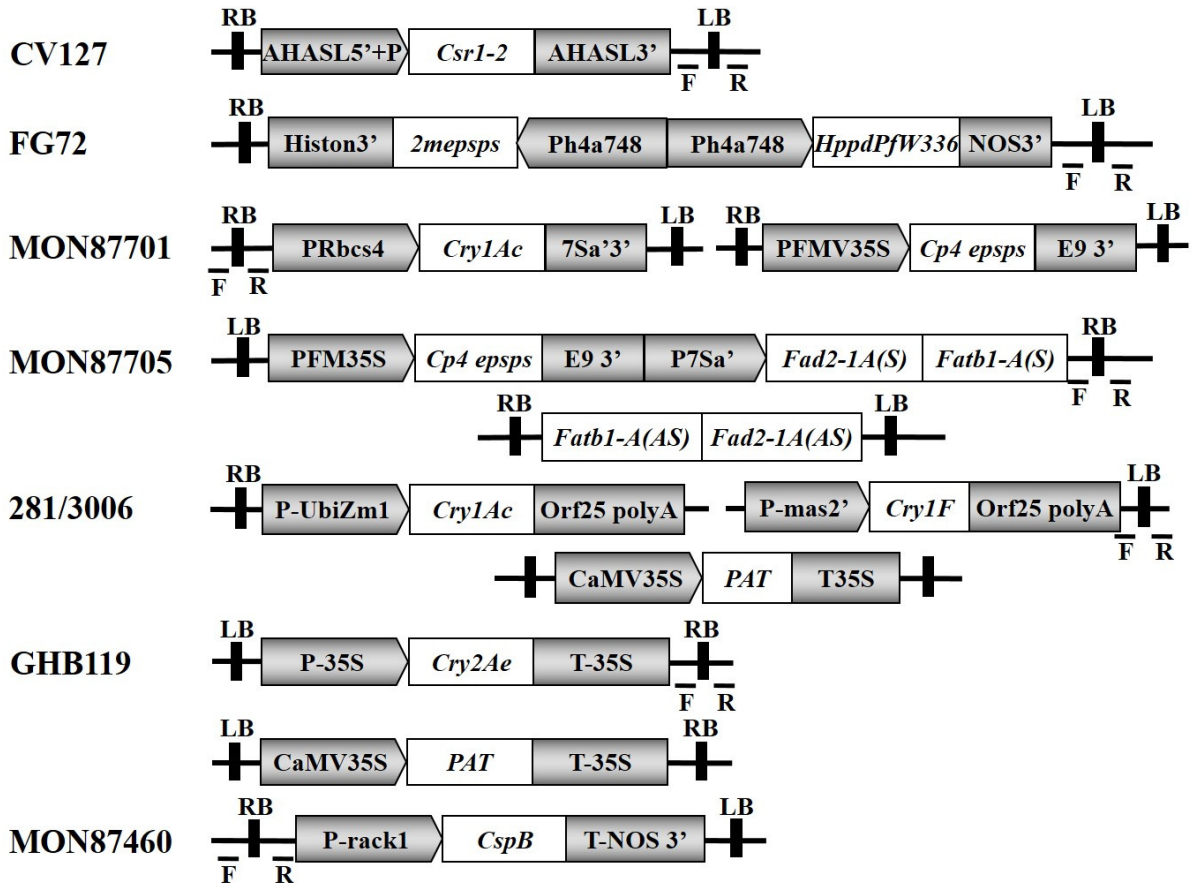 RB LB
CV127 AHASL5'+P Csr1-2 AHASL3'
F R
RB LB
FG72 Histon3' 2mepsps Ph4a748 Ph4a748 HppdPfW336 NOS3'
F R
RB LB RB LB
MON87701 PRbcs4 Cry1Ac 7Sa'3' PFMV35S Cp4 epsps E9 3'
F R
LB RB
MON87705 PFM35S Cp4 epsps E9 3' P7Sa' Fad2-1A(S) Fatb1-A(S)
F R
RB LB
Fatb1-A(AS) Fad2-1A(AS)
RB LB
281/3006 P-UbiZm1 Cry1Ac Orf25 polyA P-mas2' Cry1F Orf25 polyA
F R
CaMV35S PAT T35S
LB RB
GHB119 P-35S Cry2Ae T-35S
F R
LB RB
CaMV35S PAT T-35S
RB LB
MON87460 P-rack1 CspB T-NOS 3'
F R